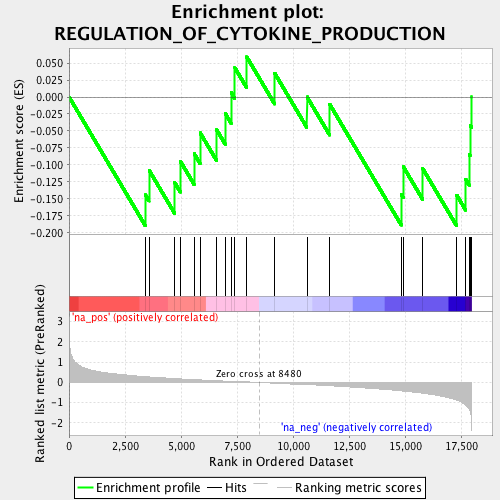 Enrichment plot:
REGULATION_OF_CYTOKINE_PRODUCTION
Enrichment score (ES)
0.050
0.025
0.000
-0.025
-0.050
-0.075
-0.100
-0.125
-0.150
-0.175
-0.200
'na_pos' (positively correlated)
Ranked list metric (PreRanked)
3
2
1
0
-1
-2
Zero cross at 8480
'na_neg' (negatively correlated)
0
2,500
5,000
7,500
10,000
12,500
15,000
17,500
Rank in Ordered Dataset
Enrichment profile
Hits
Ranking metric scores